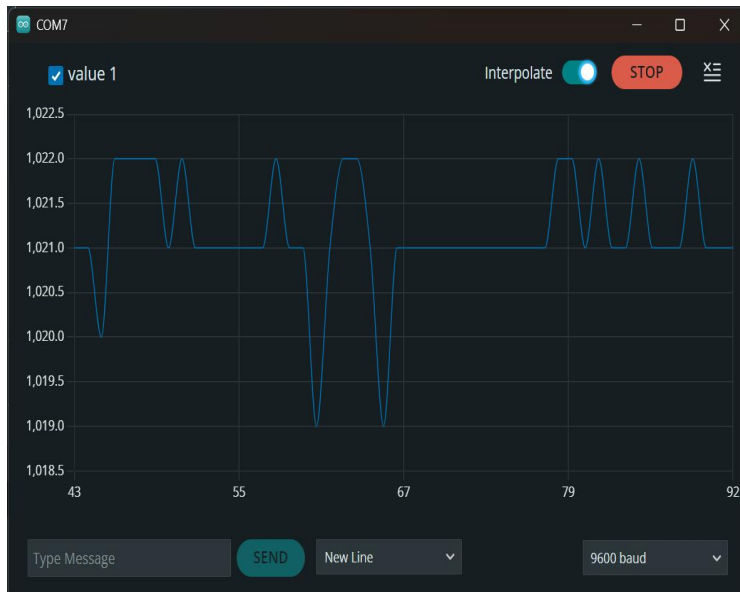 COM7
value 1
Interpolate
STOP
1,022.5
1,022.0
1,021.5
1,021.0
1,020.5
1,020.0
1,019.5
1,019.0
1,018.5
43 55 67 79 92
Type Message SEND New Line 9600 baud